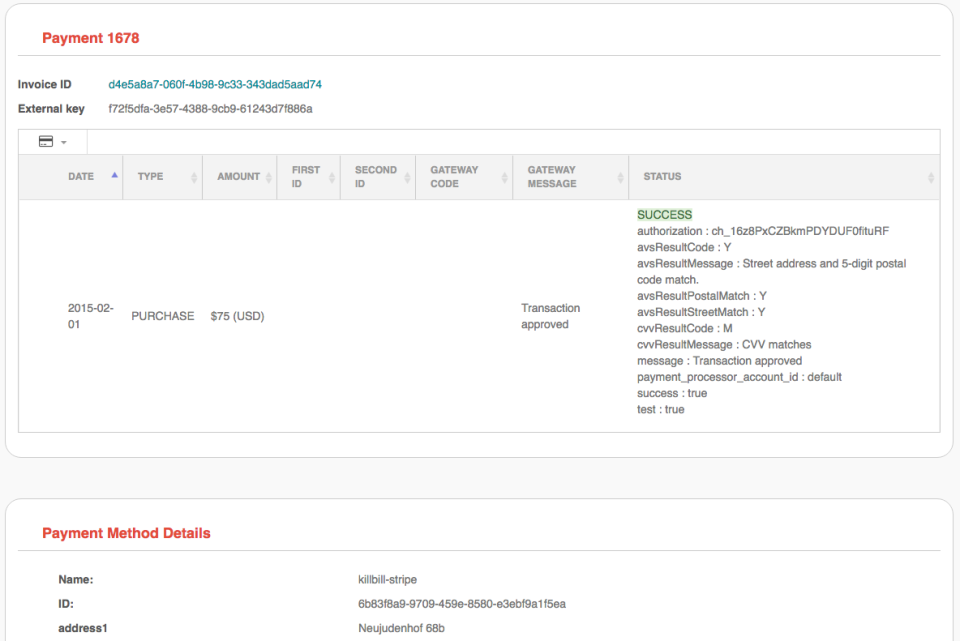 Payment 1678
Invoice ID d4e5a8a7-060f-4b98-9c33-343dad5aad74
External key f72f5dfa-3e57-4388-9cb9-61243d7f886a
DATE TYPE AMOUNT FIRST ID SECOND ID GATEWAY CODE GATEWAY MESSAGE STATUS
2015-02-01 PURCHASE $75 (USD) Transaction approved
SUCCESS
authorization : ch_16z8PxCZBkmPDYDUF0fituRF
avsResultCode : Y
avsResultMessage : Street address and 5-digit postal
code match.
avsResultPostalMatch : Y
avsResultStreetMatch : Y
cvvResultCode : M
cvvResultMessage : CVV matches
message : Transaction approved
payment_processor_account_id : default
success : true
test : true
Payment Method Details
Name: killbill-stripe
ID: 6b83f8a9-9709-459e-8580-e3ebf9a1f5ea
address1 Neujudenhof 68b